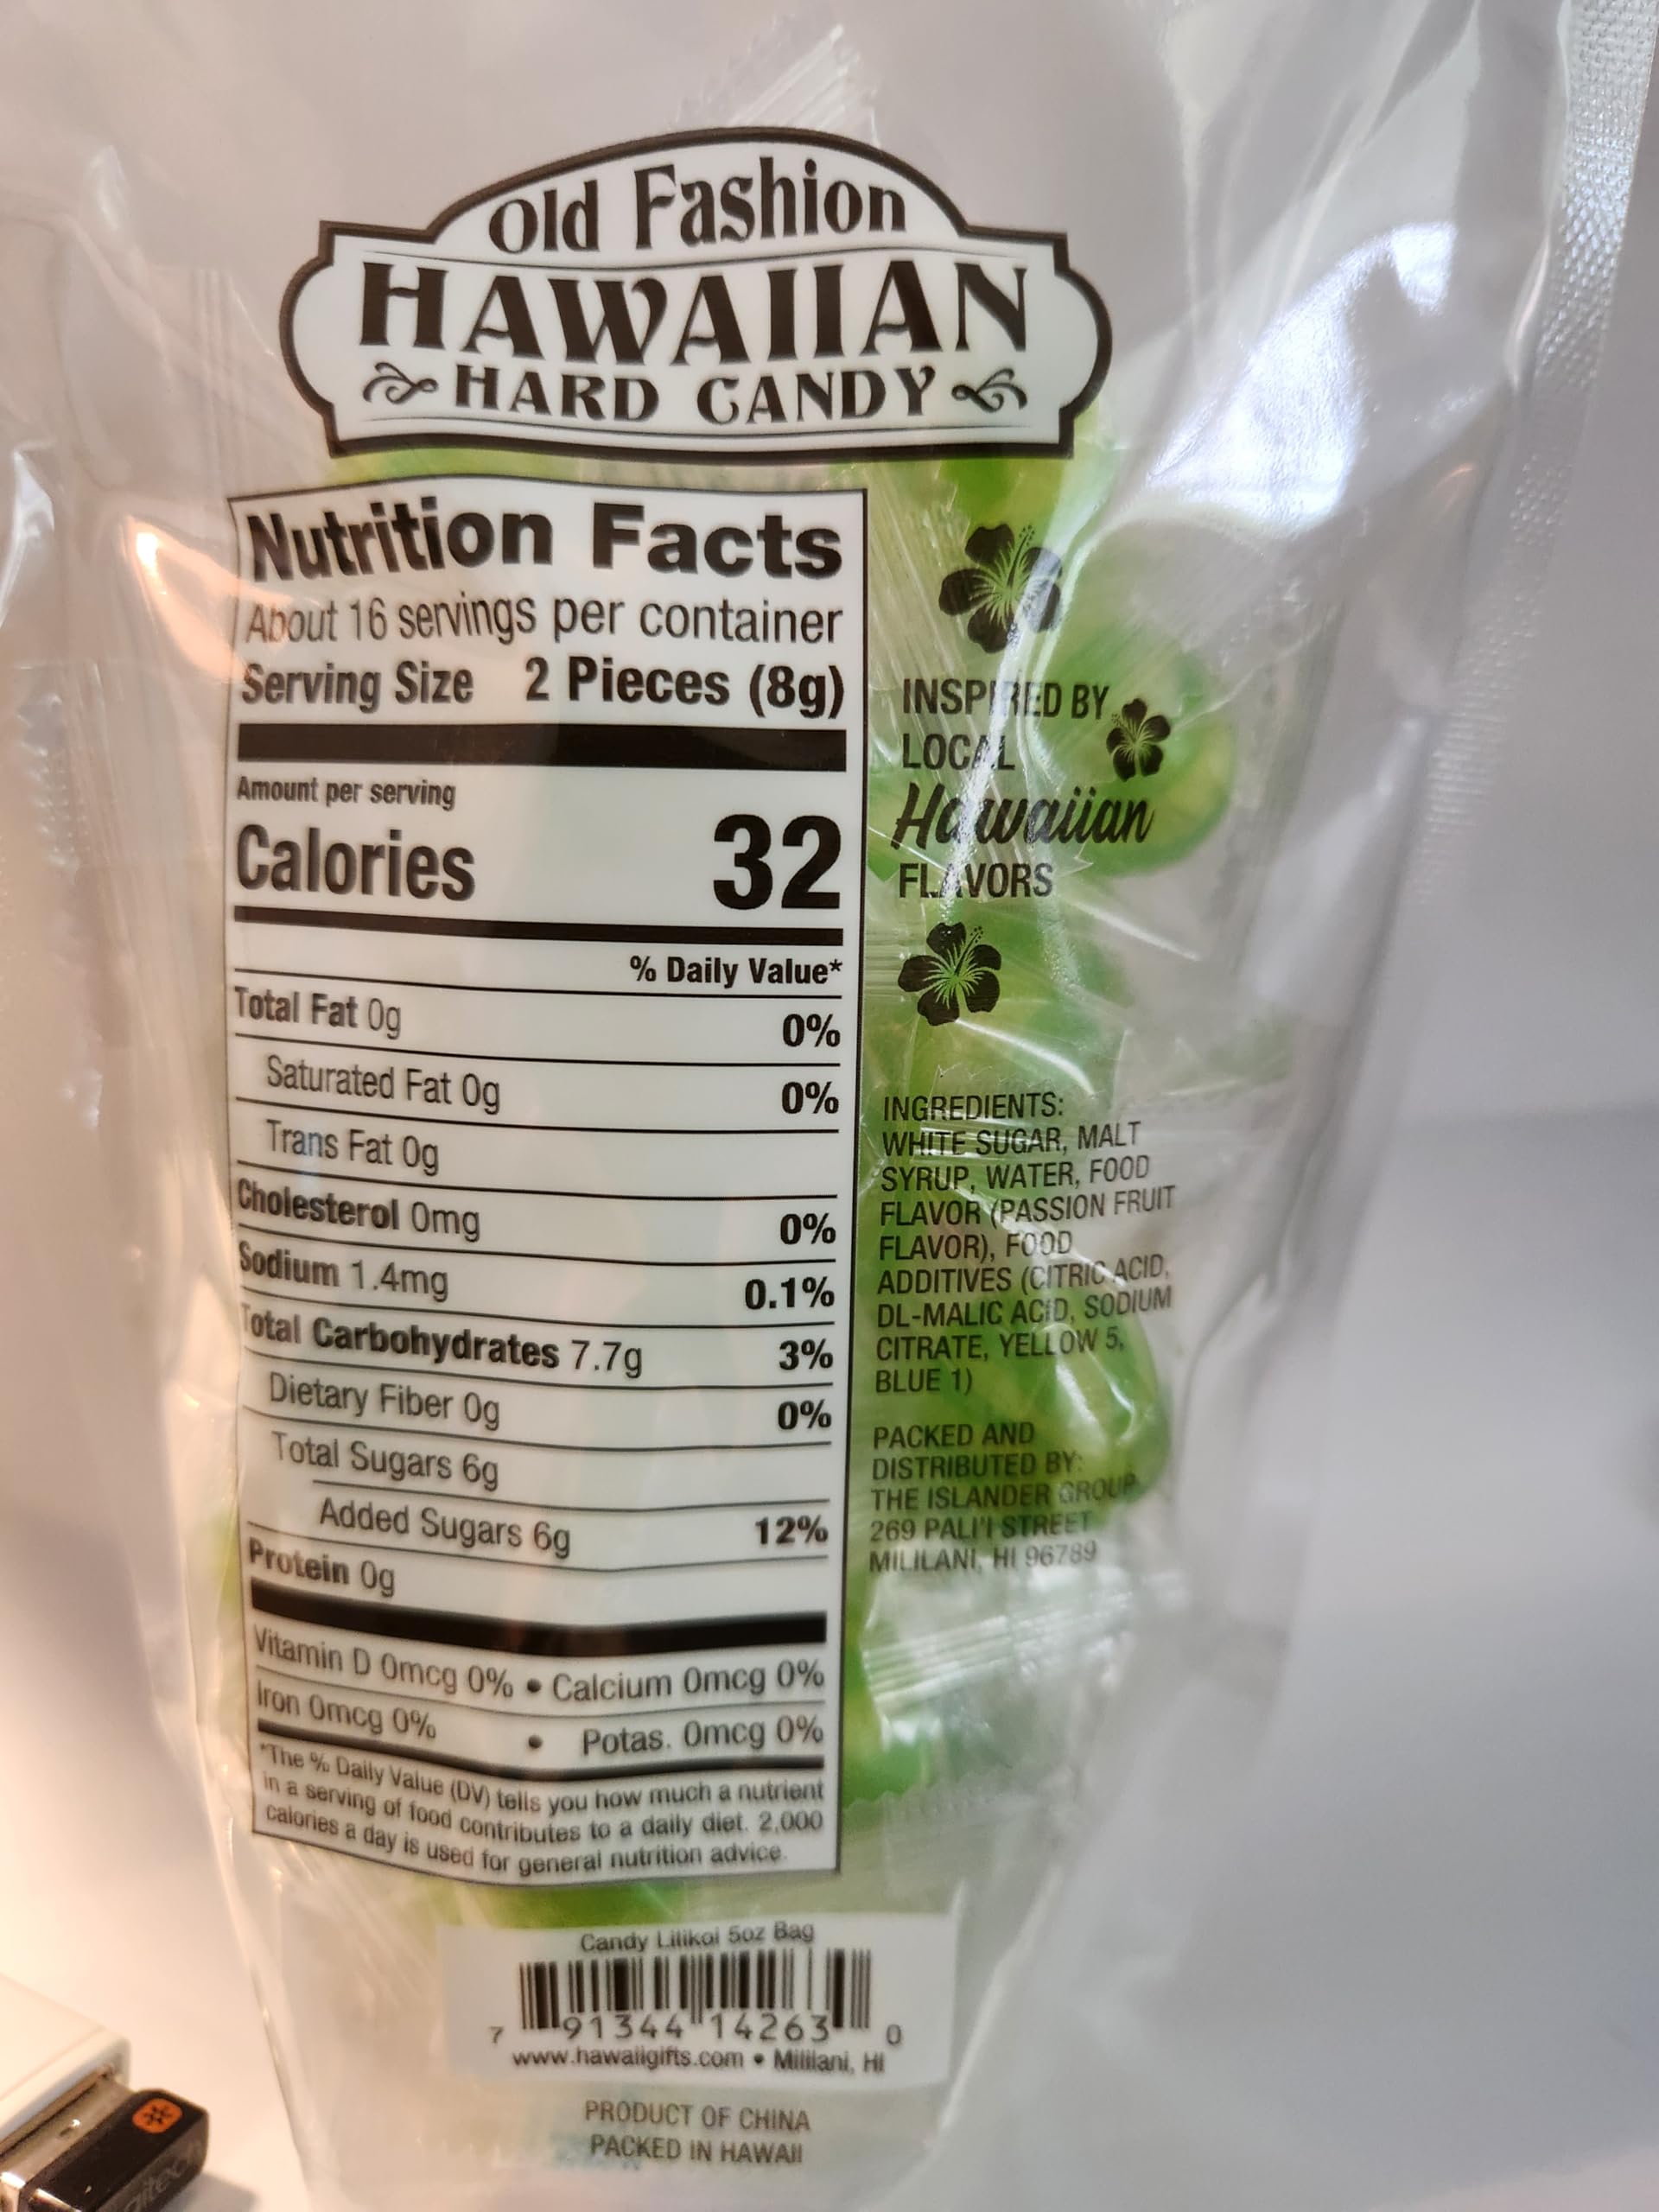 Old Fashion
HAWAIIAN
HARD CANDY
Nutrition Facts
About 16 servings per container
Serving Size 2 Pieces (8g)
Amount per serving
Calories 32
% Daily Value*
Total Fat 0g 0%
Saturated Fat 0g 0%
Trans Fat 0g
Cholesterol 0mg 0%
Sodium 1.4mg 0.1%
Total Carbohydrates 7.7g 3%
Dietary Fiber 0g 0%
Total Sugars 6g
Added Sugars 6g 12%
Protein 0g
Vitamin D 0mcg 0% • Calcium 0mcg 0%
Iron 0mcg 0% • Potas. 0mcg 0%
*The % Daily Value (DV) tells you how much a nutrient
in a serving of food contributes to a daily diet. 2,000
calories a day is used for general nutrition advice.
INSPIRED BY
LOCAL
Hawaiian
FLAVORS
INGREDIENTS:
WHITE SUGAR, MALT
SYRUP, WATER, FOOD
FLAVOR (PASSION FRUIT
FLAVOR), FOOD
ADDITIVES (CITRIC ACID,
DL-MALIC ACID, SODIUM
CITRATE, YELLOW 5,
BLUE 1)
PACKED AND
DISTRIBUTED BY:
THE ISLANDER GROUP
269 PALI'I STREET
MILILANI, HI 96789
Candy Lilikoi 5oz Bag
7 91344 14263 0
www.hawaiigifts.com • Mililani, HI
PRODUCT OF CHINA
PACKED IN HAWAII